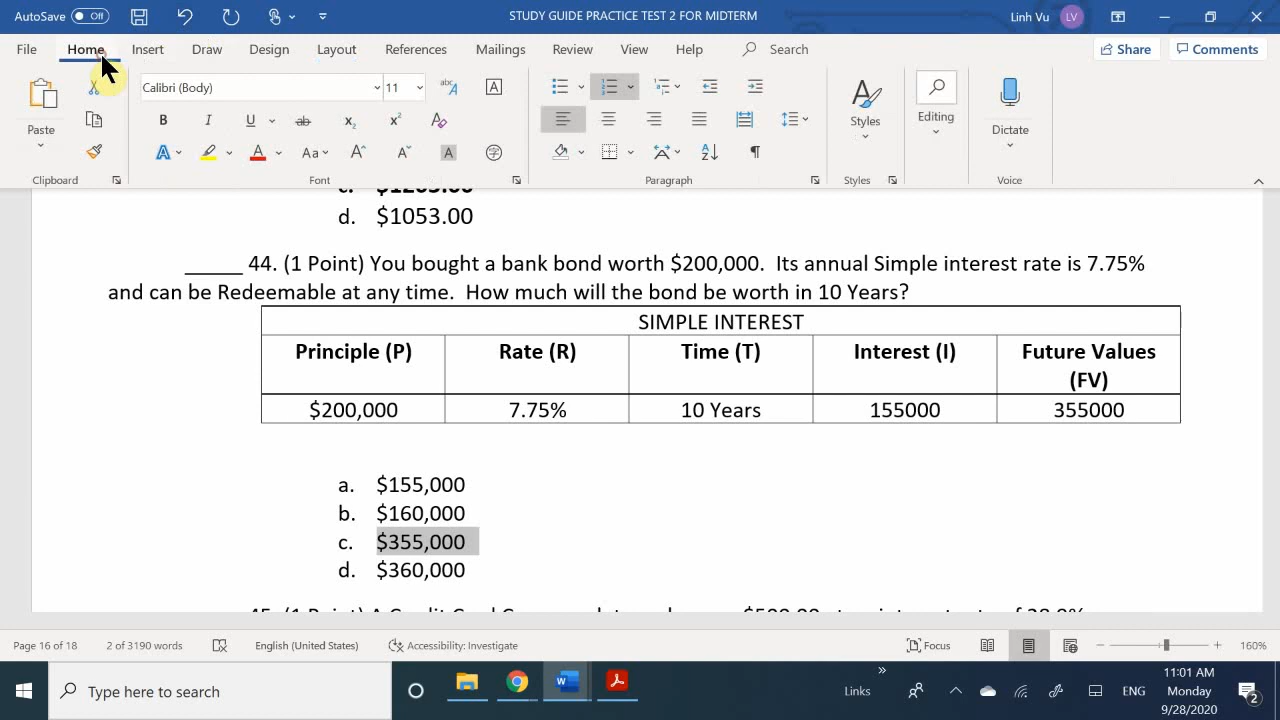 AutoSave Off STUDY GUIDE PRACTICE TEST 2 FOR MIDTERM Linh Vu LV
File Home Insert Draw Design Layout References Mailings Review View Help Search Share Comments
Calibri (Body) 11
Paste Styles Editing Dictate
Clipboard Font Paragraph Styles Voice
c. $1203.00
d. $1053.00
_____ 44. (1 Point) You bought a bank bond worth $200,000. Its annual Simple interest rate is 7.75%
and can be Redeemable at any time. How much will the bond be worth in 10 Years?
SIMPLE INTEREST
Principle (P) Rate (R) Time (T) Interest (I) Future Values
(FV)
$200,000 7.75% 10 Years 155000 355000
a. $155,000
b. $160,000
c. $355,000
d. $360,000
Page 16 of 18 2 of 3190 words English (United States) Accessibility: Investigate Focus 160%
Type here to search Links ENG 11:01 AM
Monday
9/28/2020 2